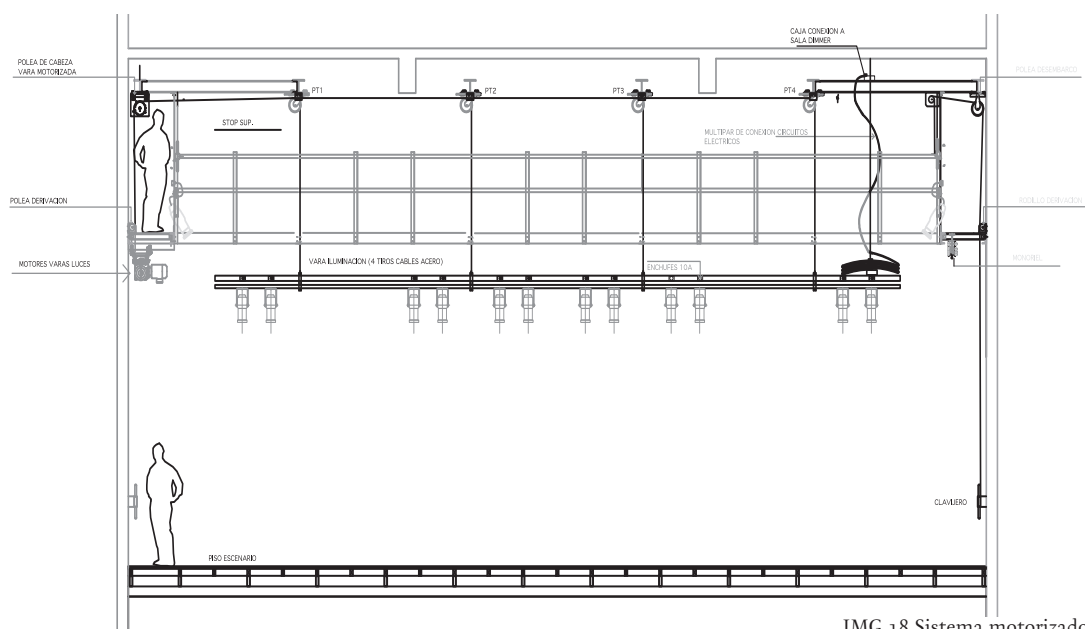 CAJA CONEXION A
SALA DIMMER
POLEA DE CABEZA
VARA MOTORIZADA
POLEA DESEMBARCO
PT1
PT2
PT3
PT4
STOP SUP.
MULTIPAR DE CONEXION CIRCUITOS
ELECTRICOS
POLEA DERIVACION
RODILLO DERIVACION
MOTORES VARAS LUCES
VARA ILUMINACION (4 TIROS CABLES ACERO)
ENCHUFES 10A
MONORIEL
CLAVIJERO
PISO ESCENARIO
IMG 18 Sistema motorizado